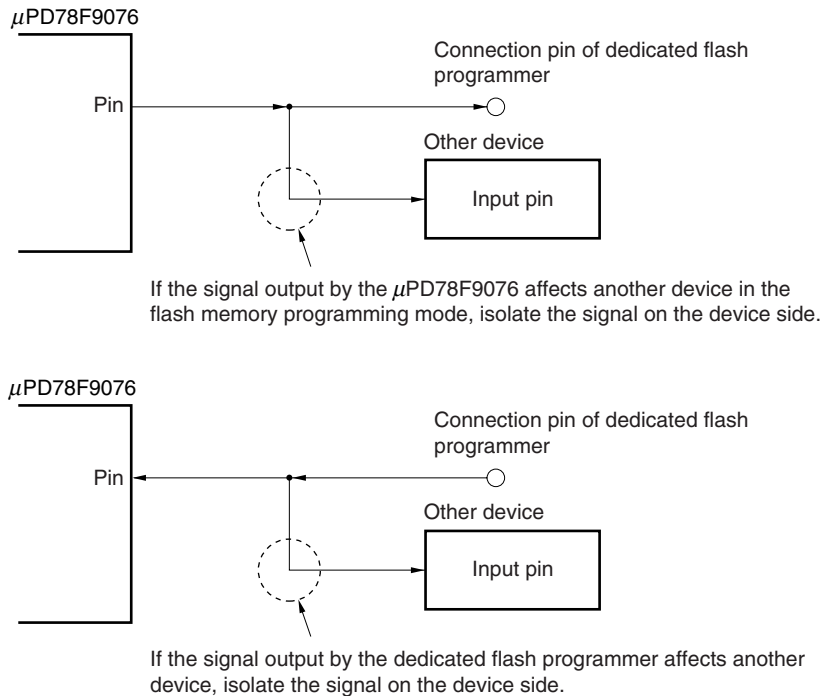 μPD78F9076
Connection pin of dedicated flash
programmer
Pin
Other device
Input pin
If the signal output by the μPD78F9076 affects another device in the
flash memory programming mode, isolate the signal on the device side.
μPD78F9076
Connection pin of dedicated flash
programmer
Pin
Other device
Input pin
If the signal output by the dedicated flash programmer affects another
device, isolate the signal on the device side.